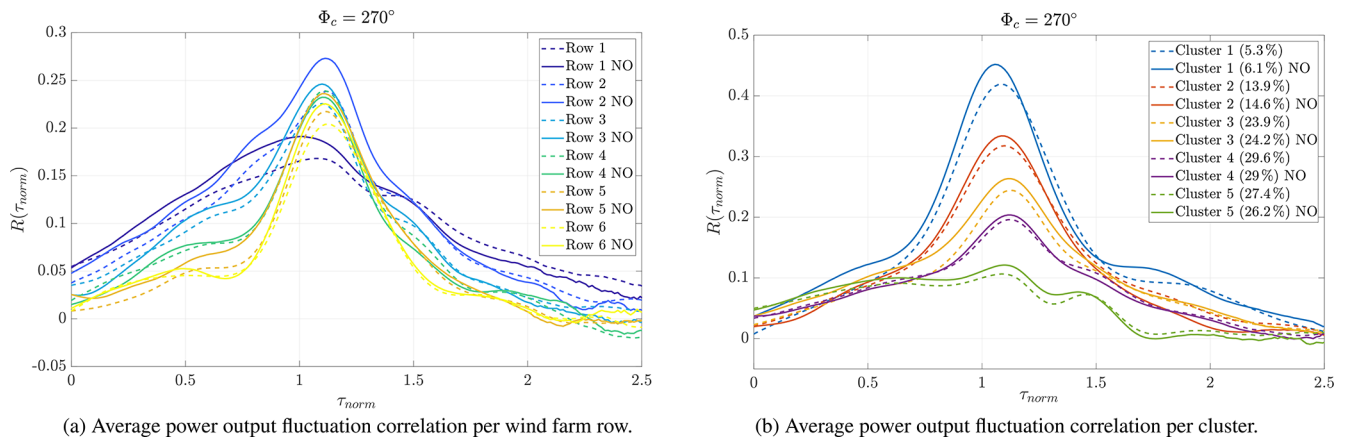 Φc = 270°
0.3
0.25
0.2
0.15
0.1
0.05
0
-0.05
R(τnorm)
0
0.5
1
1.5
2
2.5
τnorm
Row 1
Row 1 NO
Row 2
Row 2 NO
Row 3
Row 3 NO
Row 4
Row 4 NO
Row 5
Row 5 NO
Row 6
Row 6 NO
(a) Average power output fluctuation correlation per wind farm row.
Φc = 270°
0.5
0.4
0.3
0.2
0.1
0
R(τnorm)
0
0.5
1
1.5
2
2.5
τnorm
Cluster 1 (5.3%)
Cluster 1 (6.1%) NO
Cluster 2 (13.9%)
Cluster 2 (14.6%) NO
Cluster 3 (23.9%)
Cluster 3 (24.2%) NO
Cluster 4 (29.6%)
Cluster 4 (29%) NO
Cluster 5 (27.4%)
Cluster 5 (26.2%) NO
(b) Average power output fluctuation correlation per cluster.